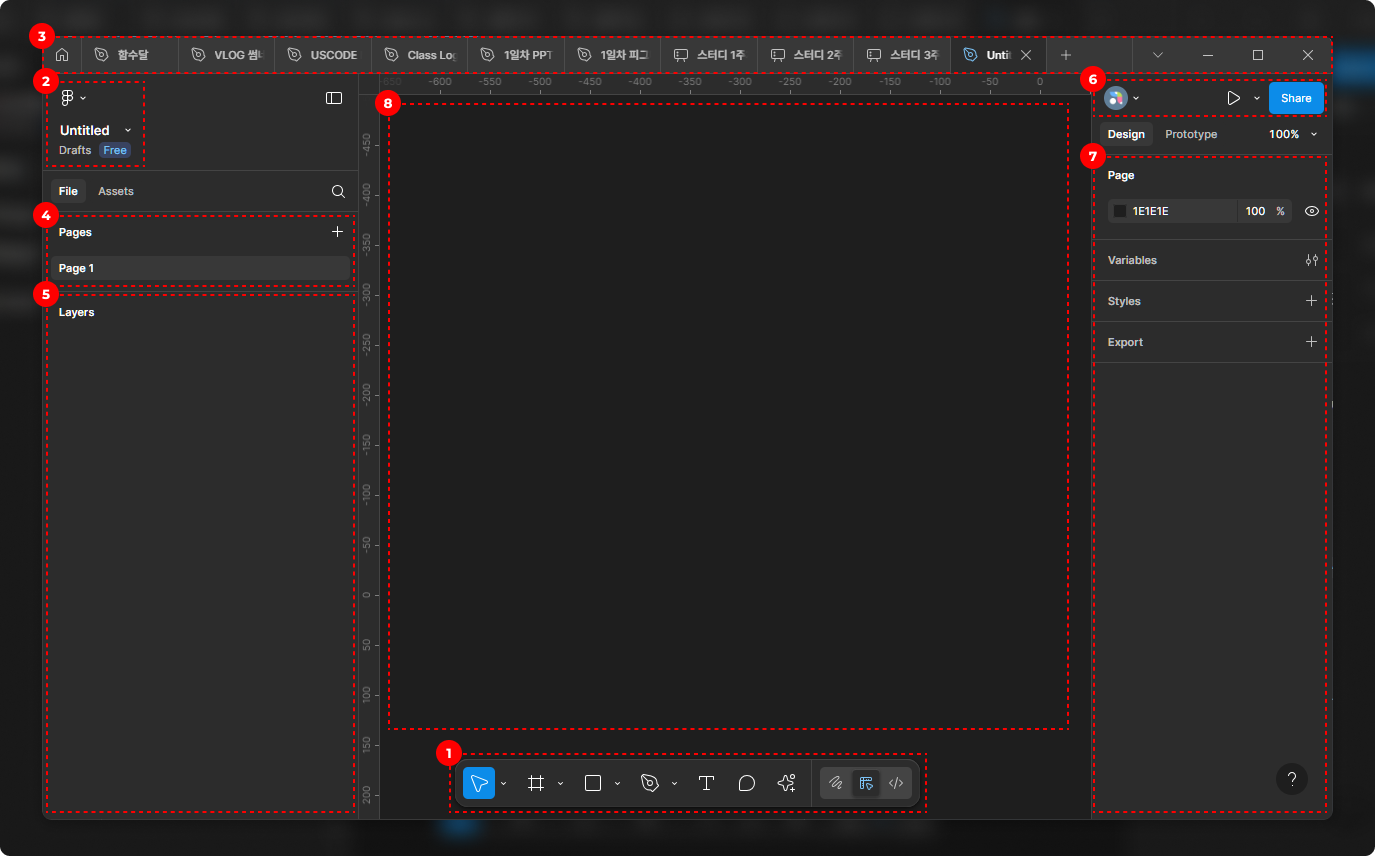 3
함수달
VLOG 썸네
USCODE
Class Log
1일차 PPT
1일차 피그
스터디 1주
스터디 2주
스터디 3주
Unti
2
6
650 -600 -550 -500 -450 -400 -350 -300 -250 -200 -150 -100 -50 0
8
Share
Untitled
Drafts Free
Design Prototype 100%
7
File Assets
Page
4
1E1E1E 100 %
Pages
Page 1
Variables
5
Layers
Styles
Export
-450
-400
-350
-300
-250
-200
-150
-100
-50
0
50
100
150
200
1
T
</>
?